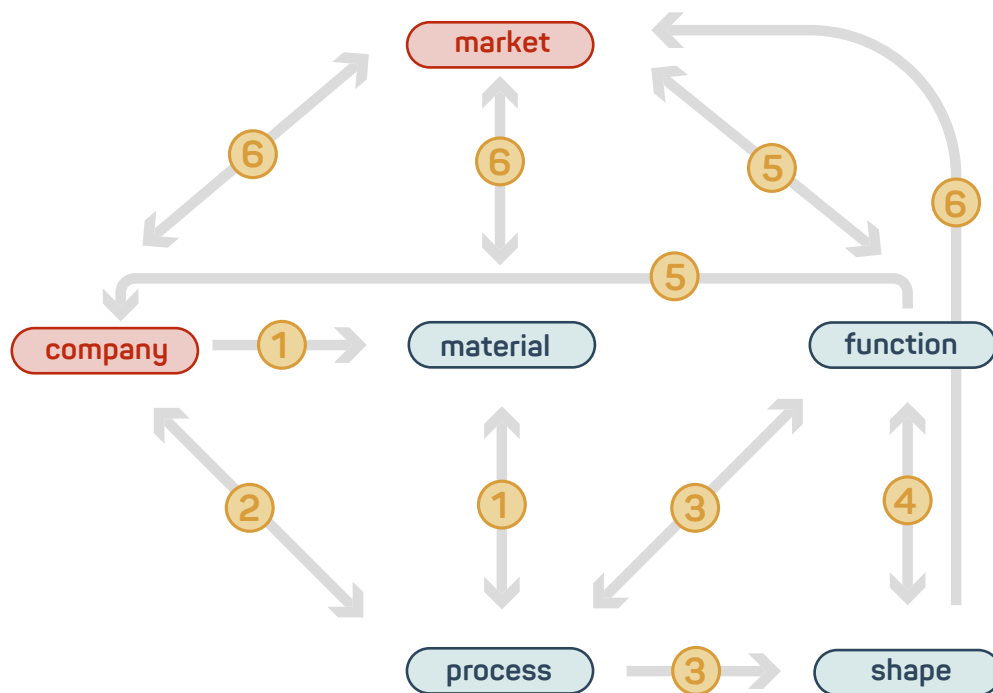 market
6
6
5
6
5
company
1
material
function
2
1
3
4
process
3
shape